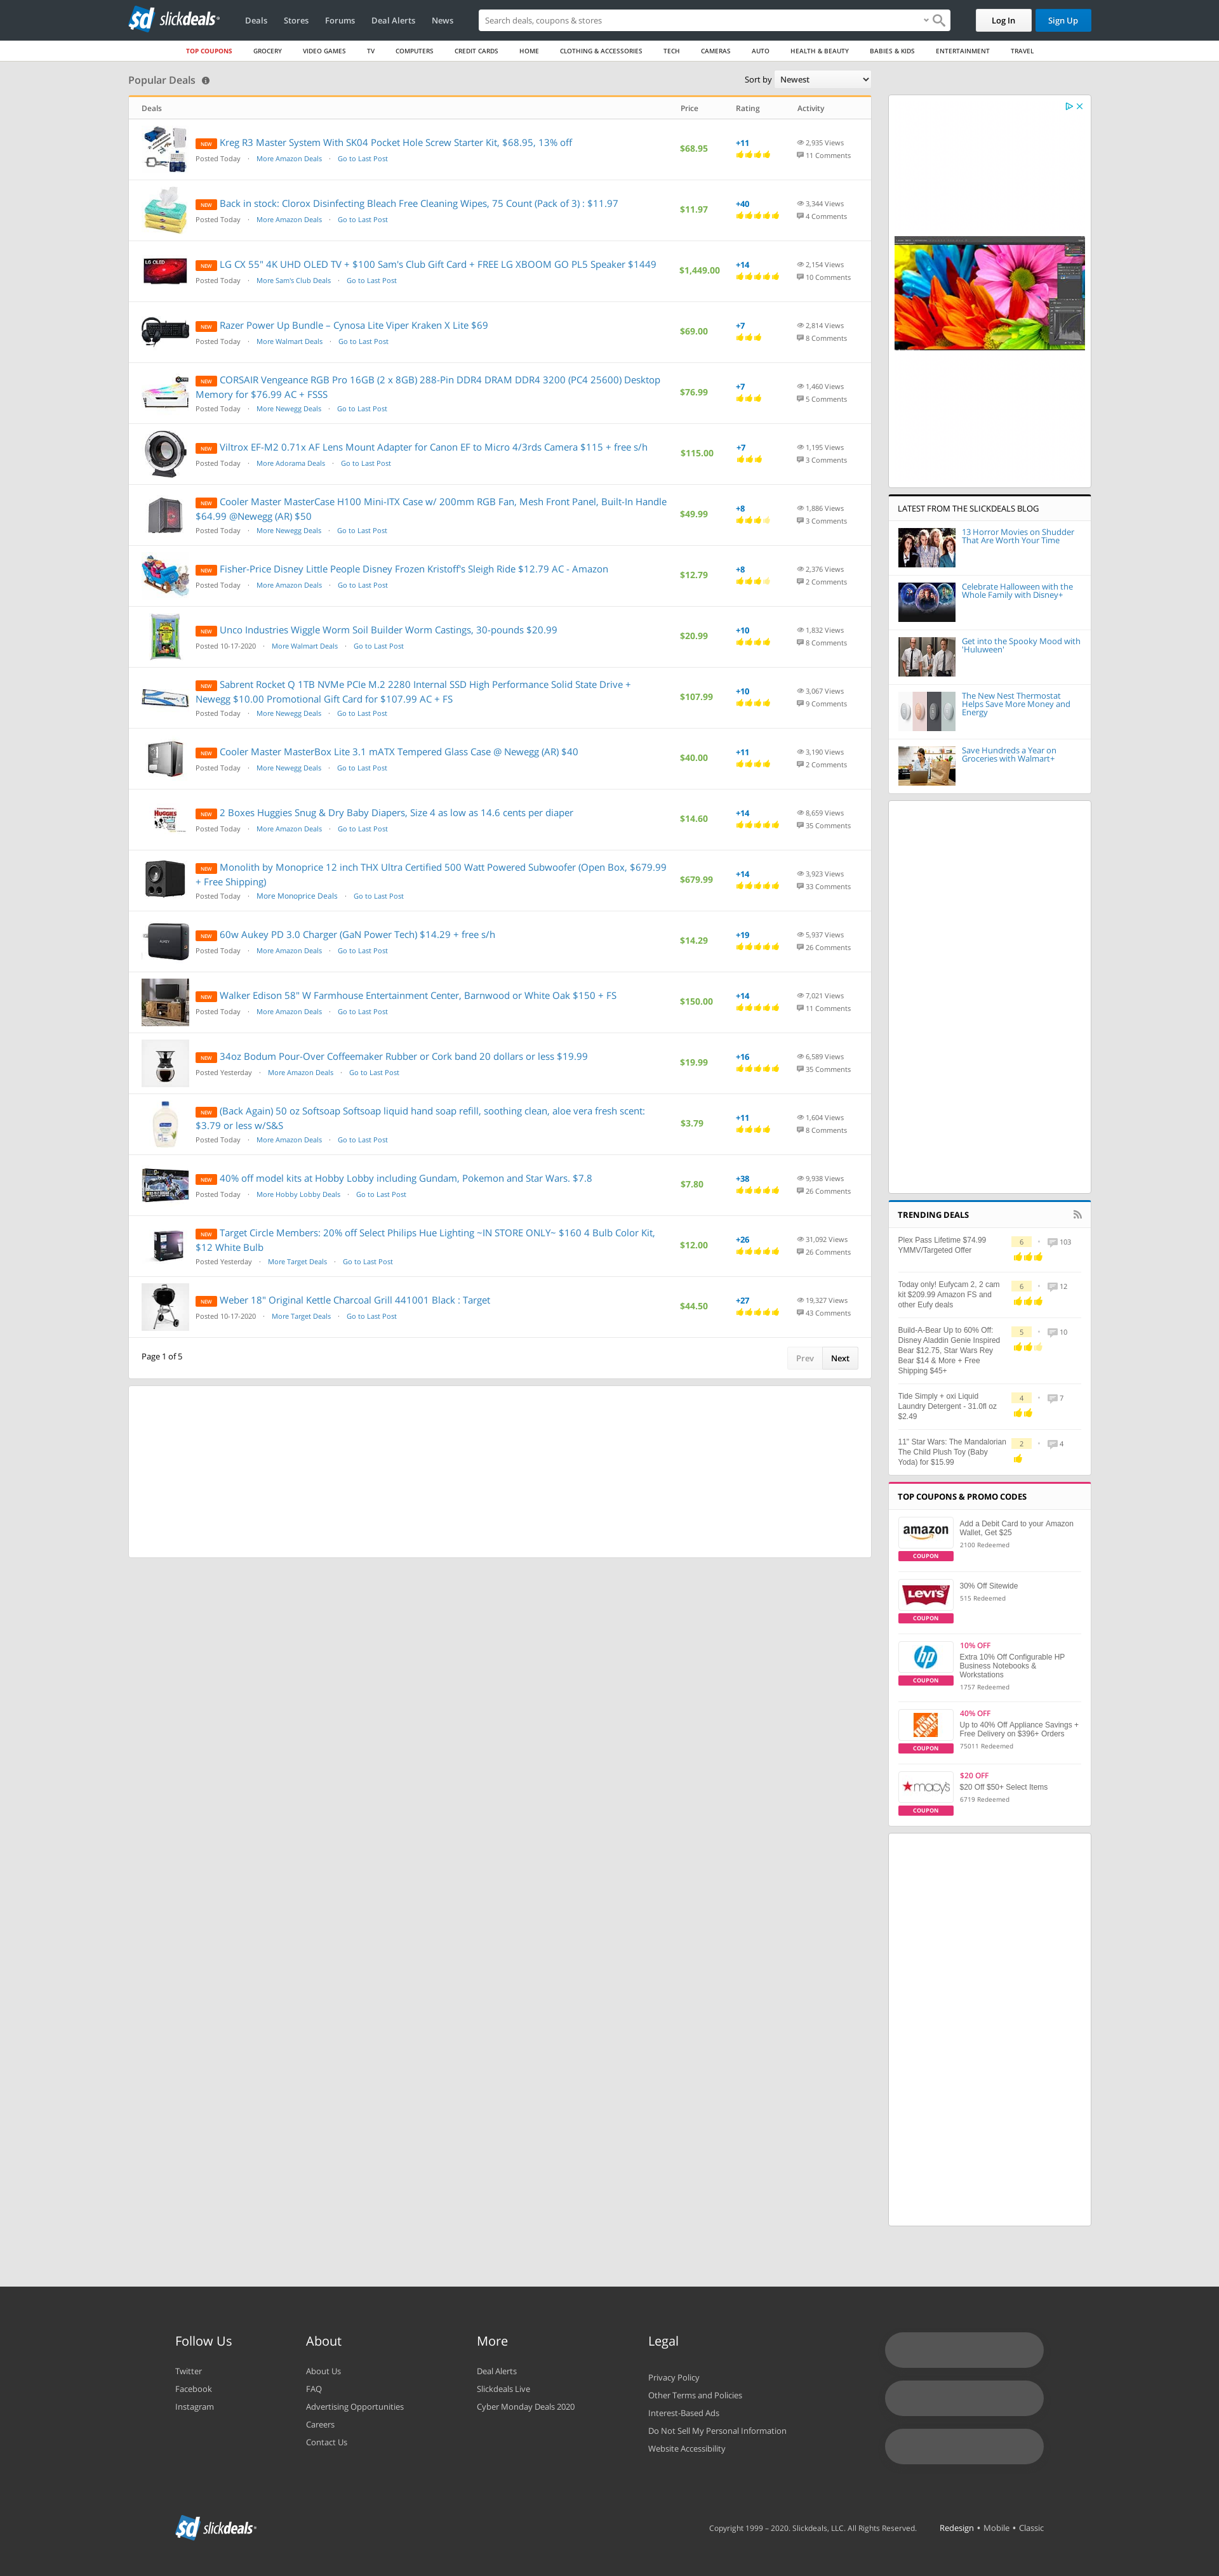 sd slickdeals
Deals Stores Forums Deal Alerts News
Search deals, coupons & stores
Log In Sign Up
TOP COUPONS GROCERY VIDEO GAMES TV COMPUTERS CREDIT CARDS HOME CLOTHING & ACCESSORIES TECH CAMERAS AUTO HEALTH & BEAUTY BABIES & KIDS ENTERTAINMENT TRAVEL
Popular Deals
Sort by Newest
Deals Price Rating Activity
NEW Kreg R3 Master System With SK04 Pocket Hole Screw Starter Kit, $68.95, 13% off
Posted Today · More Amazon Deals · Go to Last Post
$68.95
+11
2,935 Views
11 Comments
NEW Back in stock: Clorox Disinfecting Bleach Free Cleaning Wipes, 75 Count (Pack of 3) : $11.97
Posted Today · More Amazon Deals · Go to Last Post
$11.97
+40
3,344 Views
4 Comments
LG OLED
NEW LG CX 55" 4K UHD OLED TV + $100 Sam's Club Gift Card + FREE LG XBOOM GO PL5 Speaker $1449
Posted Today · More Sam's Club Deals · Go to Last Post
$1,449.00
+14
2,154 Views
10 Comments
NEW Razer Power Up Bundle – Cynosa Lite Viper Kraken X Lite $69
Posted Today · More Walmart Deals · Go to Last Post
$69.00
+7
2,814 Views
8 Comments
NEW CORSAIR Vengeance RGB Pro 16GB (2 x 8GB) 288-Pin DDR4 DRAM DDR4 3200 (PC4 25600) Desktop
Memory for $76.99 AC + FSSS
Posted Today · More Newegg Deals · Go to Last Post
$76.99
+7
1,460 Views
5 Comments
NEW Viltrox EF-M2 0.71x AF Lens Mount Adapter for Canon EF to Micro 4/3rds Camera $115 + free s/h
Posted Today · More Adorama Deals · Go to Last Post
$115.00
+7
1,195 Views
3 Comments
NEW Cooler Master MasterCase H100 Mini-ITX Case w/ 200mm RGB Fan, Mesh Front Panel, Built-In Handle
$64.99 @Newegg (AR) $50
Posted Today · More Newegg Deals · Go to Last Post
$49.99
+8
1,886 Views
3 Comments
NEW Fisher-Price Disney Little People Disney Frozen Kristoff's Sleigh Ride $12.79 AC - Amazon
Posted Today · More Amazon Deals · Go to Last Post
$12.79
+8
2,376 Views
2 Comments
NEW Unco Industries Wiggle Worm Soil Builder Worm Castings, 30-pounds $20.99
Posted 10-17-2020 · More Walmart Deals · Go to Last Post
$20.99
+10
1,832 Views
8 Comments
NEW Sabrent Rocket Q 1TB NVMe PCIe M.2 2280 Internal SSD High Performance Solid State Drive +
Newegg $10.00 Promotional Gift Card for $107.99 AC + FS
Posted Today · More Newegg Deals · Go to Last Post
$107.99
+10
3,067 Views
9 Comments
NEW Cooler Master MasterBox Lite 3.1 mATX Tempered Glass Case @ Newegg (AR) $40
Posted Today · More Newegg Deals · Go to Last Post
$40.00
+11
3,190 Views
2 Comments
HUGGIES
NEW 2 Boxes Huggies Snug & Dry Baby Diapers, Size 4 as low as 14.6 cents per diaper
Posted Today · More Amazon Deals · Go to Last Post
$14.60
+14
8,659 Views
35 Comments
NEW Monolith by Monoprice 12 inch THX Ultra Certified 500 Watt Powered Subwoofer (Open Box, $679.99
+ Free Shipping)
Posted Today · More Monoprice Deals · Go to Last Post
$679.99
+14
3,923 Views
33 Comments
AUKEY
NEW 60w Aukey PD 3.0 Charger (GaN Power Tech) $14.29 + free s/h
Posted Today · More Amazon Deals · Go to Last Post
$14.29
+19
5,937 Views
26 Comments
NEW Walker Edison 58" W Farmhouse Entertainment Center, Barnwood or White Oak $150 + FS
Posted Today · More Amazon Deals · Go to Last Post
$150.00
+14
7,021 Views
11 Comments
NEW 34oz Bodum Pour-Over Coffeemaker Rubber or Cork band 20 dollars or less $19.99
Posted Yesterday · More Amazon Deals · Go to Last Post
$19.99
+16
6,589 Views
35 Comments
NEW (Back Again) 50 oz Softsoap Softsoap liquid hand soap refill, soothing clean, aloe vera fresh scent:
$3.79 or less w/S&S
Posted Today · More Amazon Deals · Go to Last Post
$3.79
+11
1,604 Views
8 Comments
NEW 40% off model kits at Hobby Lobby including Gundam, Pokemon and Star Wars. $7.8
Posted Today · More Hobby Lobby Deals · Go to Last Post
$7.80
+38
9,938 Views
26 Comments
NEW Target Circle Members: 20% off Select Philips Hue Lighting ~IN STORE ONLY~ $160 4 Bulb Color Kit,
$12 White Bulb
Posted Yesterday · More Target Deals · Go to Last Post
$12.00
+26
31,092 Views
26 Comments
NEW Weber 18" Original Kettle Charcoal Grill 441001 Black : Target
Posted 10-17-2020 · More Target Deals · Go to Last Post
$44.50
+27
19,327 Views
43 Comments
Page 1 of 5
Prev Next
LATEST FROM THE SLICKDEALS BLOG
13 Horror Movies on Shudder
That Are Worth Your Time
Celebrate Halloween with the
Whole Family with Disney+
Get into the Spooky Mood with
'Huluween'
The New Nest Thermostat
Helps Save More Money and
Energy
Save Hundreds a Year on
Groceries with Walmart+
TRENDING DEALS
Plex Pass Lifetime $74.99
YMMV/Targeted Offer
6 • 103
Today only! Eufycam 2, 2 cam
kit $209.99 Amazon FS and
other Eufy deals
6 • 12
Build-A-Bear Up to 60% Off:
Disney Aladdin Genie Inspired
Bear $12.75, Star Wars Rey
Bear $14 & More + Free
Shipping $45+
5 • 10
Tide Simply + oxi Liquid
Laundry Detergent - 31.0fl oz
$2.49
4 • 7
11" Star Wars: The Mandalorian
The Child Plush Toy (Baby
Yoda) for $15.99
2 • 4
TOP COUPONS & PROMO CODES
amazon
COUPON
Add a Debit Card to your Amazon
Wallet, Get $25
2100 Redeemed
LEVI'S
COUPON
30% Off Sitewide
515 Redeemed
hp
COUPON
10% OFF
Extra 10% Off Configurable HP
Business Notebooks &
Workstations
1757 Redeemed
THE HOME DEPOT
COUPON
40% OFF
Up to 40% Off Appliance Savings +
Free Delivery on $396+ Orders
75011 Redeemed
macy's
COUPON
$20 OFF
$20 Off $50+ Select Items
6719 Redeemed
Follow Us
Twitter
Facebook
Instagram
About
About Us
FAQ
Advertising Opportunities
Careers
Contact Us
More
Deal Alerts
Slickdeals Live
Cyber Monday Deals 2020
Legal
Privacy Policy
Other Terms and Policies
Interest-Based Ads
Do Not Sell My Personal Information
Website Accessibility
sd slickdeals
Copyright 1999 – 2020. Slickdeals, LLC. All Rights Reserved.
Redesign • Mobile • Classic